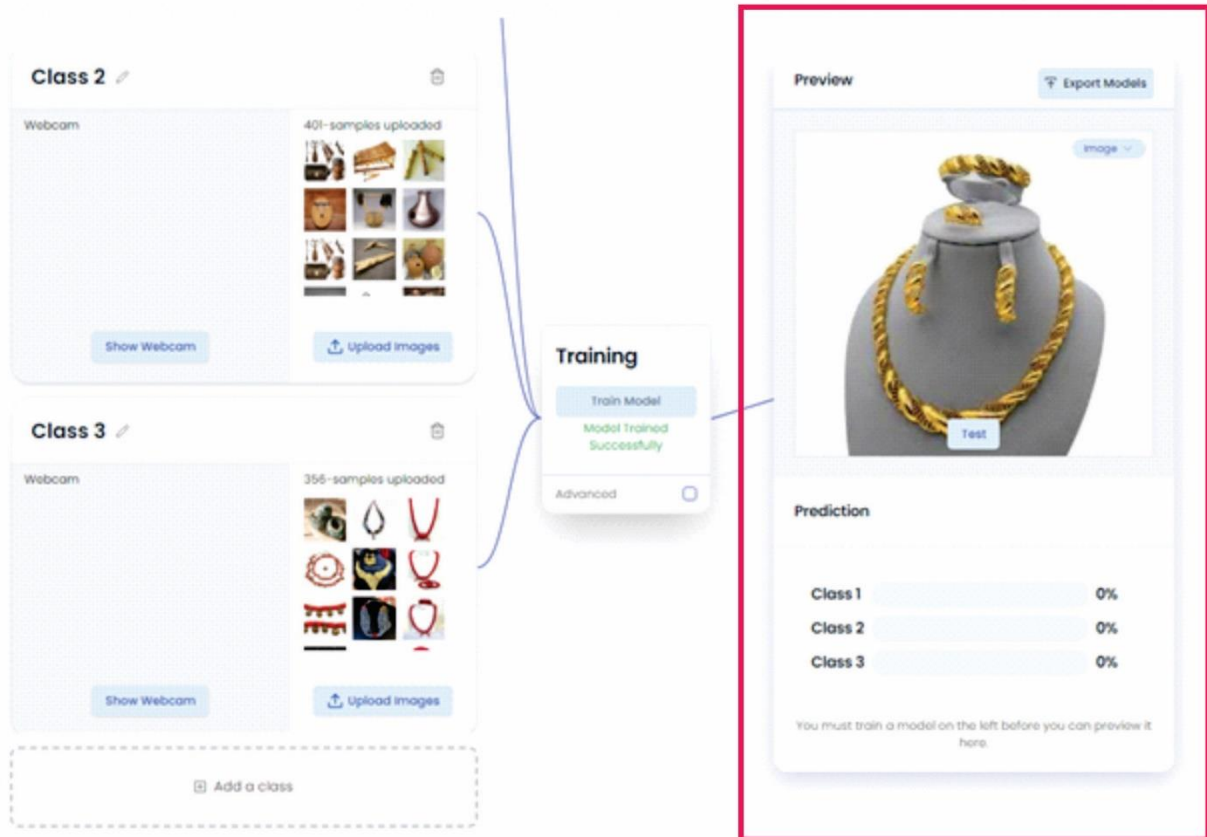 Class 2
Webcam
401-samples uploaded
Show Webcam
Upload Images
Class 3
Webcam
356-samples uploaded
Show Webcam
Upload Images
Add a class
Training
Train Model
Model Trained
Successfully
Advanced
Preview
Export Models
Image
Test
Prediction
Class 1
0%
Class 2
0%
Class 3
0%
You must train a model on the left before you can preview it
here.